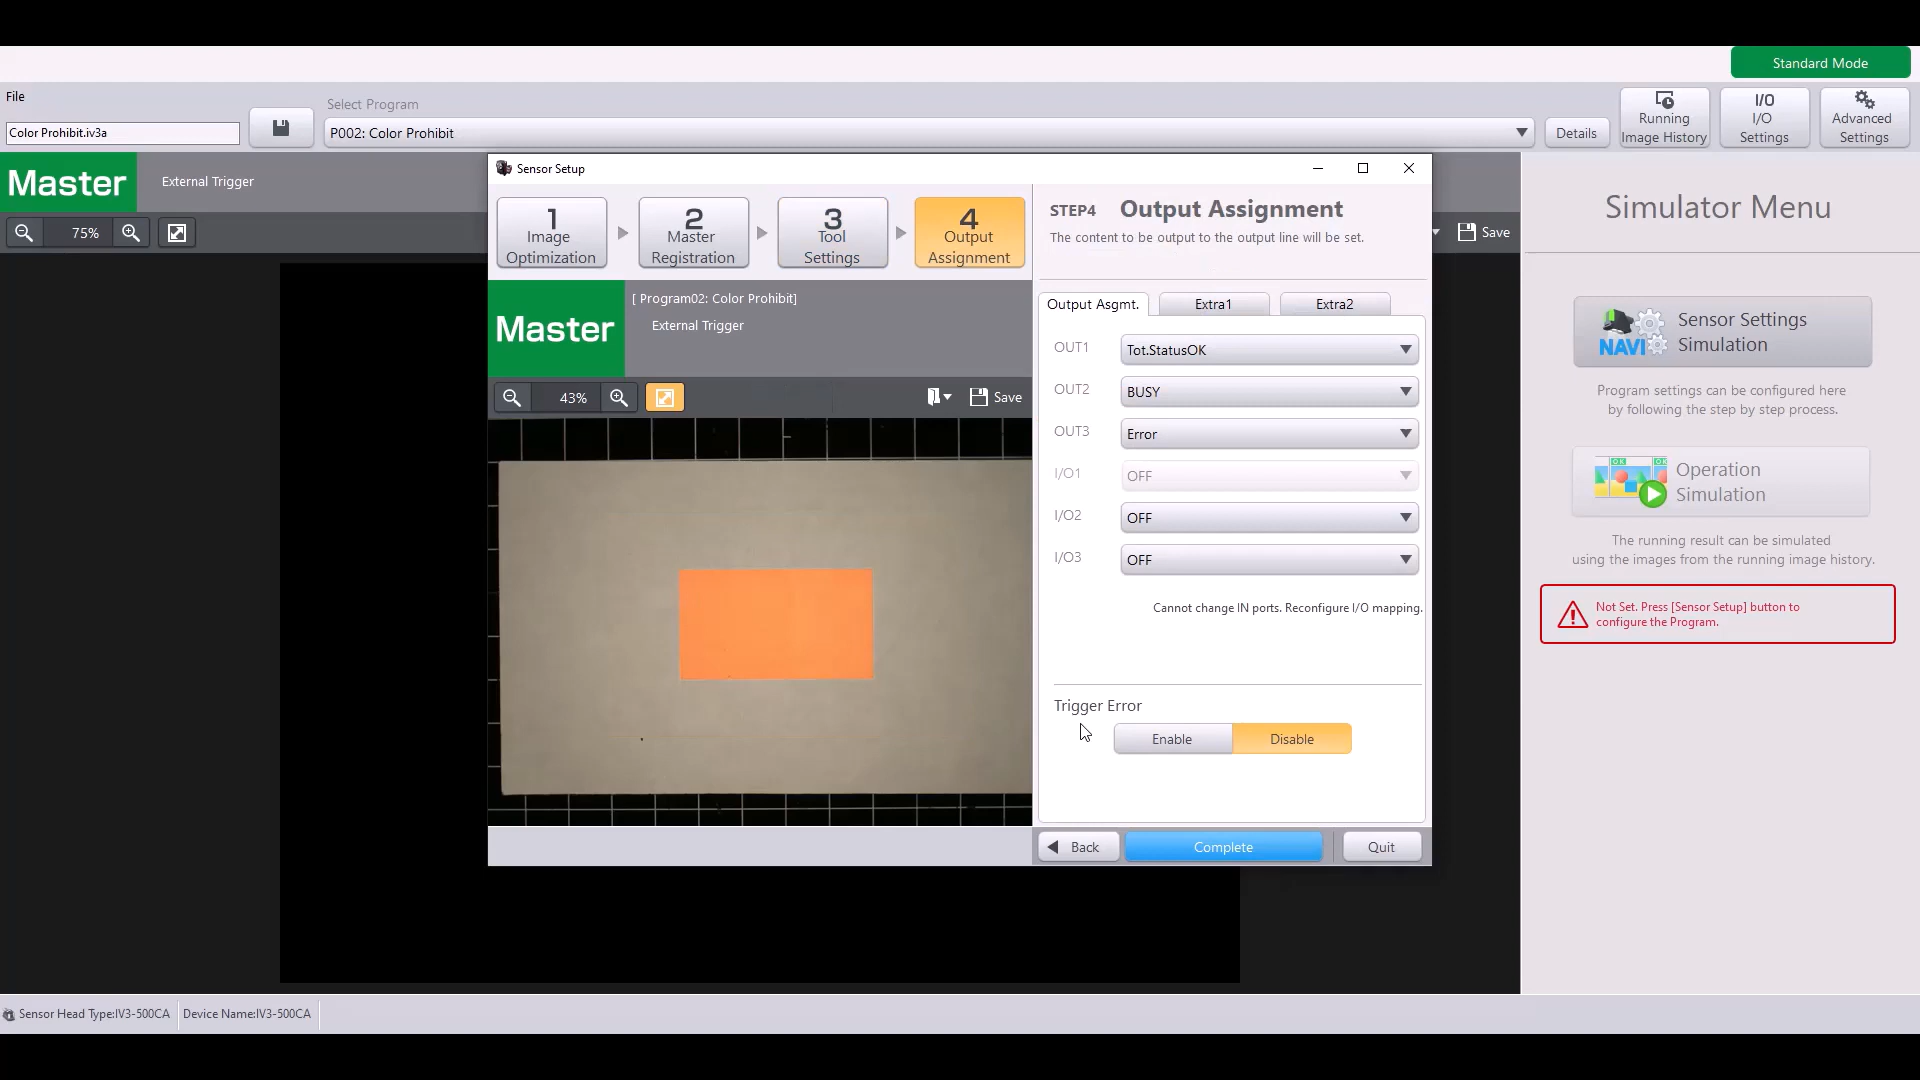 Standard Mode
File
Color Prohibit.iv3a
Select Program
P002: Color Prohibit
Details
Running
Image History
I/O
I/O
Settings
Advanced
Settings
Master
External Trigger
75%
Save
Sensor Setup
1
Image
Optimization
2
Master
Registration
3
Tool
Settings
4
Output
Assignment
STEP4 Output Assignment
The content to be output to the output line will be set.
Master
[ Program02: Color Prohibit]
External Trigger
43%
Save
Output Asgmt.
Extra1
Extra2
OUT1
Tot.StatusOK
OUT2
BUSY
OUT3
Error
I/O1
OFF
I/O2
OFF
I/O3
OFF
Cannot change IN ports. Reconfigure I/O mapping.
Trigger Error
Enable
Disable
Back
Complete
Quit
Simulator Menu
NAVI
Sensor Settings
Simulation
Program settings can be configured here
by following the step by step process.
OK
OK
Operation
Simulation
The running result can be simulated
using the images from the running image history.
Not Set. Press [Sensor Setup] button to
configure the Program.
Sensor Head Type:IV3-500CA
Device Name:IV3-500CA